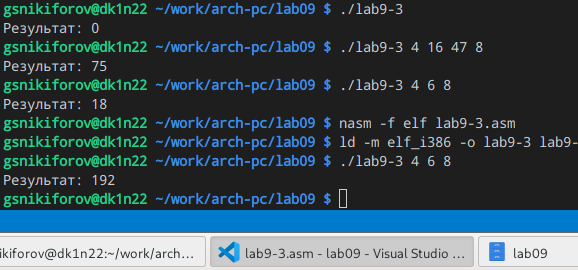 gsnikiforov@dk1n22 ~/work/arch-pc/lab09 $ ./lab9-3
Результат: 0
gsnikiforov@dk1n22 ~/work/arch-pc/lab09 $ ./lab9-3 4 16 47 8
Результат: 75
gsnikiforov@dk1n22 ~/work/arch-pc/lab09 $ ./lab9-3 4 6 8
Результат: 18
gsnikiforov@dk1n22 ~/work/arch-pc/lab09 $ nasm -f elf lab9-3.asm
gsnikiforov@dk1n22 ~/work/arch-pc/lab09 $ ld -m elf_i386 -o lab9-3 lab9-
gsnikiforov@dk1n22 ~/work/arch-pc/lab09 $ ./lab9-3 4 6 8
Результат: 192
gsnikiforov@dk1n22 ~/work/arch-pc/lab09 $
ikiforov@dk1n22:~/work/arch... lab9-3.asm - lab09 - Visual Studio ... lab09